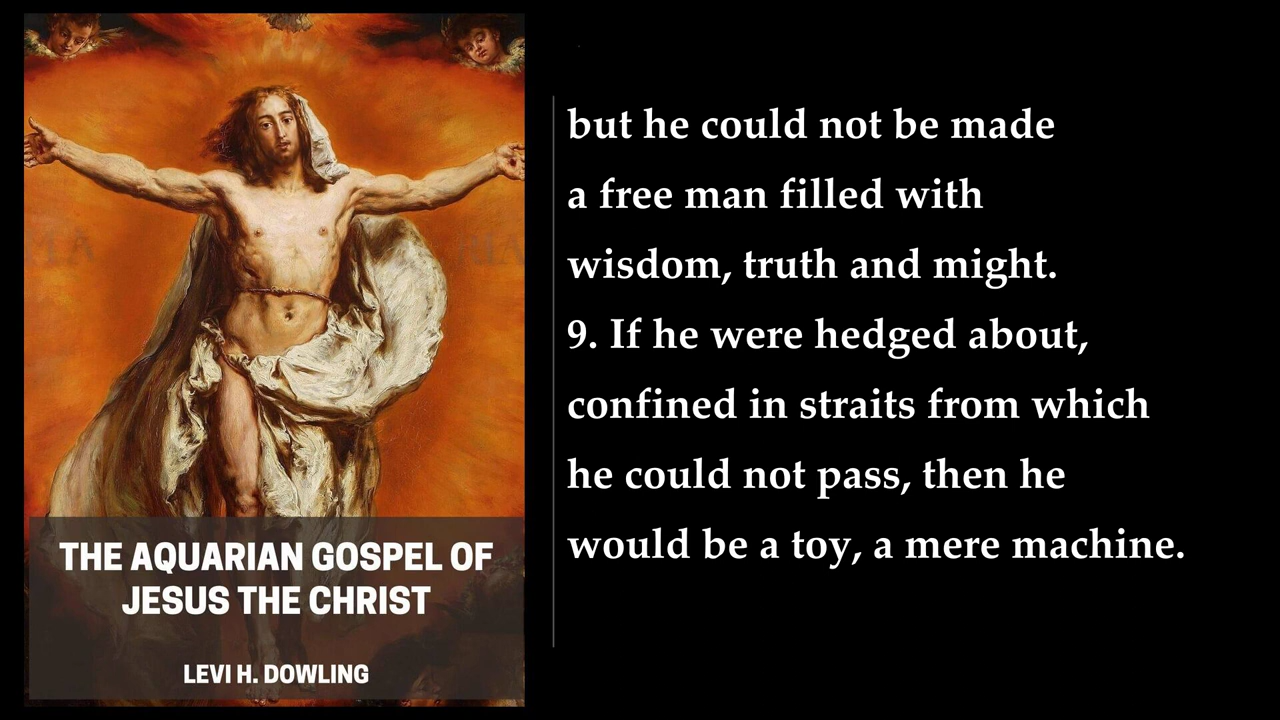 THE AQUARIAN GOSPEL OF
JESUS THE CHRIST
LEVI H. DOWLING
but he could not be made
a free man filled with
wisdom, truth and might.
9. If he were hedged about,
confined in straits from which
he could not pass, then he
would be a toy, a mere machine.